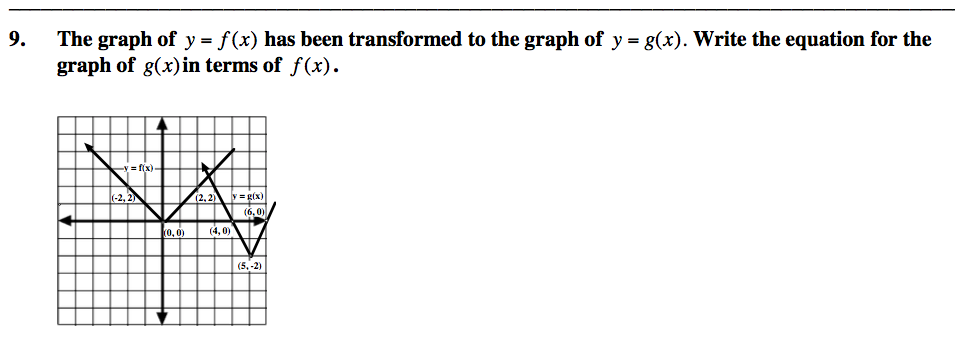 9. The graph of y = f(x) has been transformed to the graph of y = g(x). Write the equation for the
graph of g(x) in terms of f(x).
y = f(x)
(-2, 2)
(2, 2)
y = g(x)
(6, 0)
(0, 0)
(4, 0)
(5, -2)